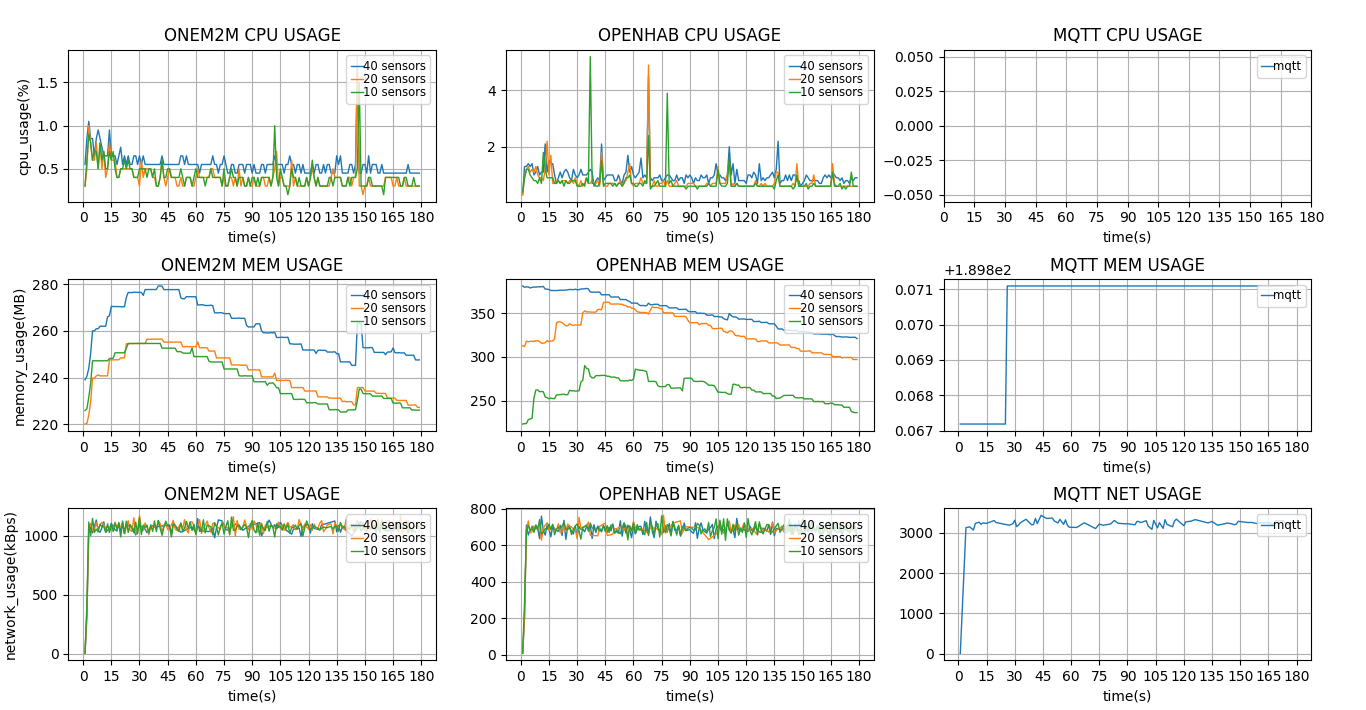 ONEM2M CPU USAGE
cpu_usage(%)
1.5
1.0
0.5
40 sensors
20 sensors
10 sensors
0 15 30 45 60 75 90 105 120 135 150 165 180
time(s)
OPENHAB CPU USAGE
4
2
40 sensors
20 sensors
10 sensors
0 15 30 45 60 75 90 105 120 135 150 165 180
time(s)
MQTT CPU USAGE
0.050
0.025
0.000
−0.025
−0.050
mqtt
0 15 30 45 60 75 90 105 120 135 150 165 180
time(s)
ONEM2M MEM USAGE
memory_usage(MB)
280
260
240
220
40 sensors
20 sensors
10 sensors
0 15 30 45 60 75 90 105 120 135 150 165 180
time(s)
OPENHAB MEM USAGE
350
300
250
40 sensors
20 sensors
10 sensors
0 15 30 45 60 75 90 105 120 135 150 165 180
time(s)
MQTT MEM USAGE
+1.898e2
0.071
0.070
0.069
0.068
0.067
mqtt
0 15 30 45 60 75 90 105 120 135 150 165 180
time(s)
ONEM2M NET USAGE
network_usage(kBps)
1000
500
0
40 sensors
20 sensors
10 sensors
0 15 30 45 60 75 90 105 120 135 150 165 180
time(s)
OPENHAB NET USAGE
800
600
400
200
0
40 sensors
20 sensors
10 sensors
0 15 30 45 60 75 90 105 120 135 150 165 180
time(s)
MQTT NET USAGE
3000
2000
1000
0
mqtt
0 15 30 45 60 75 90 105 120 135 150 165 180
time(s)